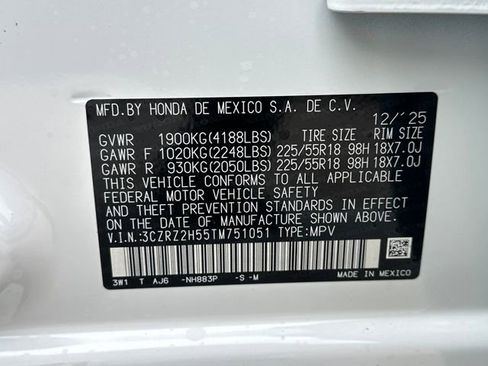 MFD.BY HONDA DE MEXICO S.A. DE C.V.
12/'25
GVWR 1900KG(4188LBS) TIRE SIZE RIM SIZE
GAWR F 1020KG(2248LBS) 225/55R18 98H 18X7.0J
GAWR R 930KG(2050LBS) 225/55R18 98H 18X7.0J
THIS VEHICLE CONFORMS TO ALL APPLICABLE
FEDERAL MOTOR VEHICLE SAFETY
AND THEFT PREVENTION STANDARDS IN EFFECT ON
THE DATE OF MANUFACTURE SHOWN ABOVE.
V.I.N.:3CZRZ2H55TM751051 TYPE:MPV
3W1 T AJ6 -NH883P -S -M MADE IN MEXICO